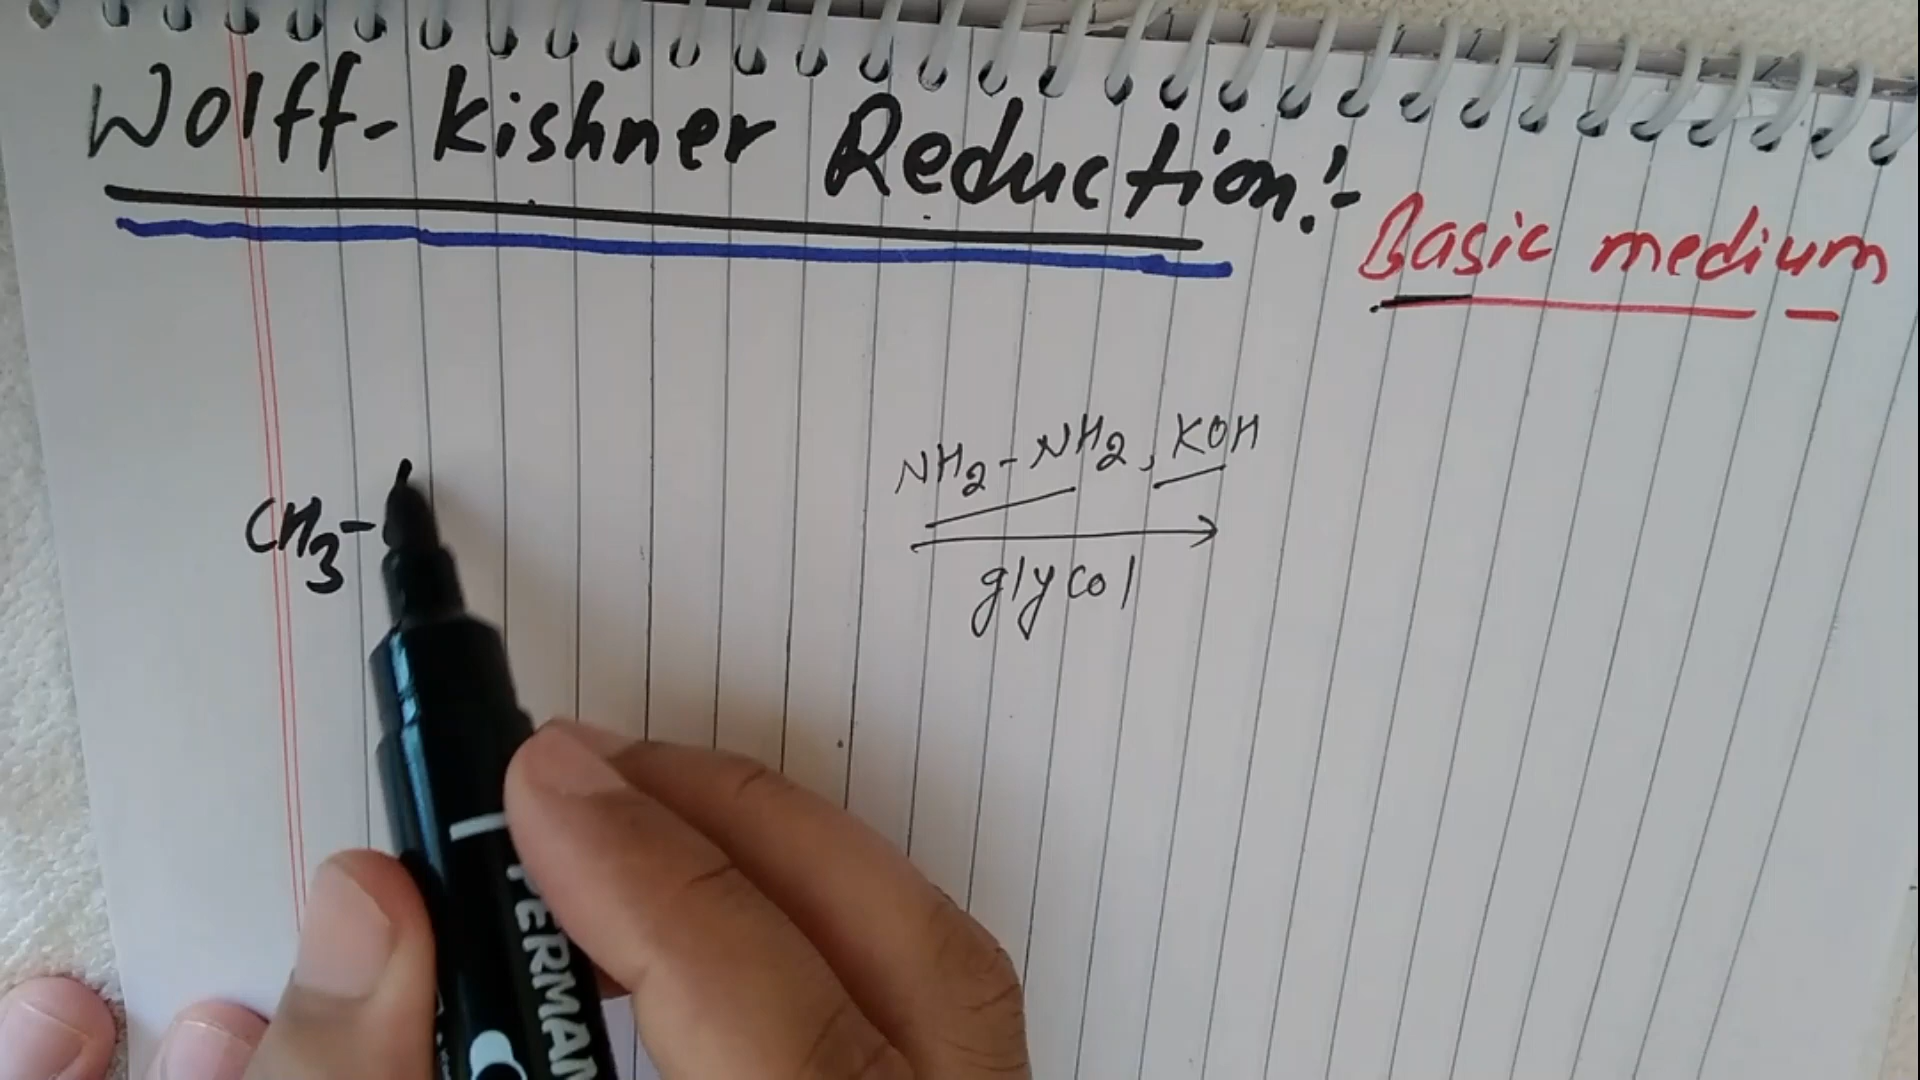 Wolff-Kishner Reduction:-
Basic medium
NH2-NH2, KOH
CH3-
glycol
PERMAN